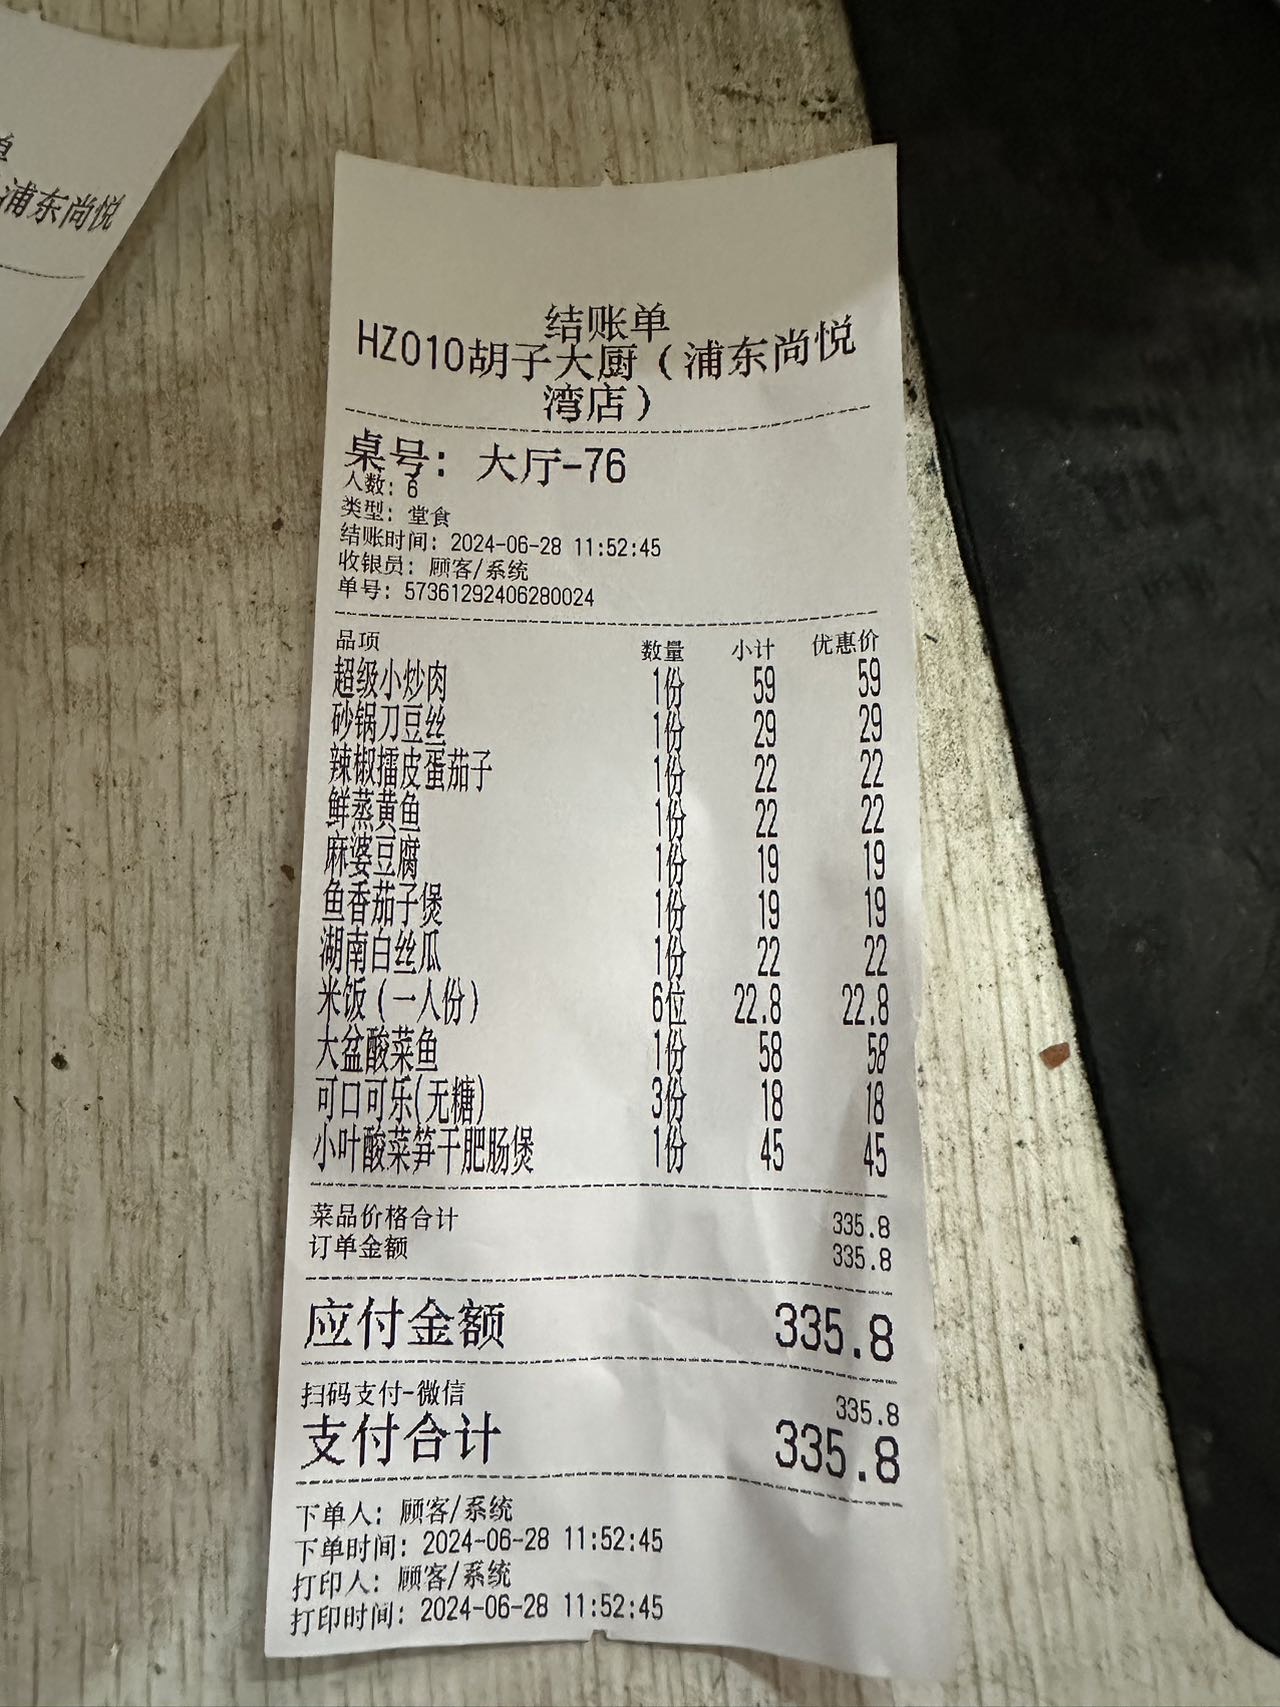 浦东尚悦
结账单
HZ010胡子大厨（浦东尚悦
湾店）
桌号：大厅-76
人数：6
类型：堂食
结账时间：2024-06-28 11:52:45
收银员：顾客/系统
单号：57361292406280024
品项 数量 小计 优惠价
超级小炒肉 1份 59 59
砂锅刀豆丝 1份 29 29
辣椒擂皮蛋茄子 1份 22 22
鲜蒸黄鱼 1份 22 22
麻婆豆腐 1份 19 19
鱼香茄子煲 1份 19 19
湖南白丝瓜 1份 22 22
米饭（一人份） 6位 22.8 22.8
大盆酸菜鱼 1份 58 58
可口可乐(无糖) 3份 18 18
小叶酸菜笋干肥肠煲 1份 45 45
菜品价格合计 335.8
订单金额 335.8
应付金额 335.8
扫码支付-微信 335.8
支付合计 335.8
下单人：顾客/系统
下单时间：2024-06-28 11:52:45
打印人：顾客/系统
打印时间：2024-06-28 11:52:45